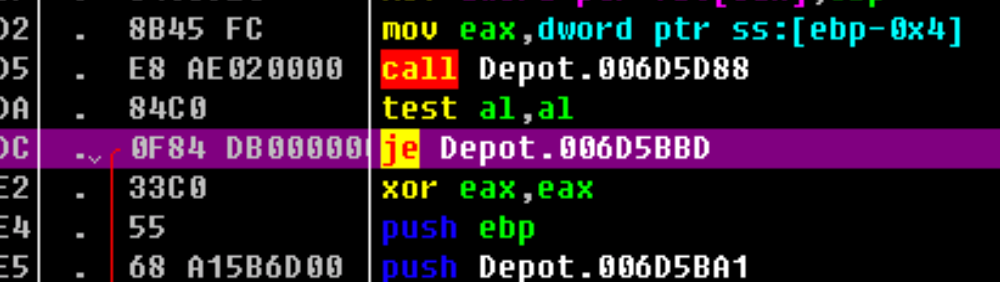 D2 . 8B45 FC mov eax,dword ptr ss:[ebp-0x4]
D5 . E8 AE020000 call Depot.006D5D88
DA . 84C0 test al,al
DC . 0F84 DB00000 je Depot.006D5BBD
E2 . 33C0 xor eax,eax
E4 . 55 push ebp
E5 . 68 A15B6D00 push Depot.006D5BA1